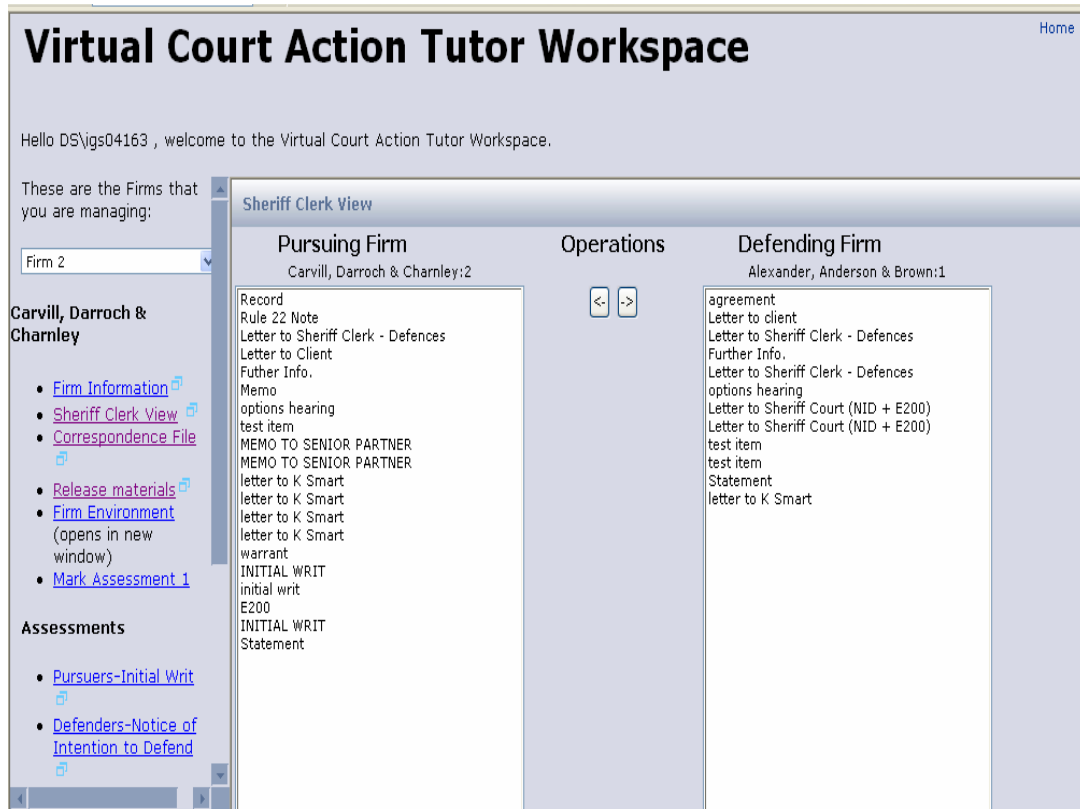 Home
Virtual Court Action Tutor Workspace
Hello DS\igs04163 , welcome to the Virtual Court Action Tutor Workspace.
These are the Firms that
you are managing:
Firm 2
Carvill, Darroch &
Charnley
• Firm Information
• Sheriff Clerk View
• Correspondence File
• Release materials
• Firm Environment
(opens in new
window)
• Mark Assessment 1
Assessments
• Pursuers-Initial Writ
• Defenders-Notice of
Intention to Defend
Sheriff Clerk View
Pursuing Firm
Carvill, Darroch & Charnley:2
Record
Rule 22 Note
Letter to Sheriff Clerk - Defences
Letter to Client
Futher Info.
Memo
options hearing
test item
MEMO TO SENIOR PARTNER
MEMO TO SENIOR PARTNER
letter to K Smart
letter to K Smart
letter to K Smart
letter to K Smart
warrant
INITIAL WRIT
initial writ
E200
INITIAL WRIT
Statement
Operations
<- ->
Defending Firm
Alexander, Anderson & Brown:1
agreement
Letter to client
Letter to Sheriff Clerk - Defences
Further Info.
Letter to Sheriff Clerk - Defences
options hearing
Letter to Sheriff Court (NID + E200)
Letter to Sheriff Court (NID + E200)
test item
test item
Statement
letter to K Smart